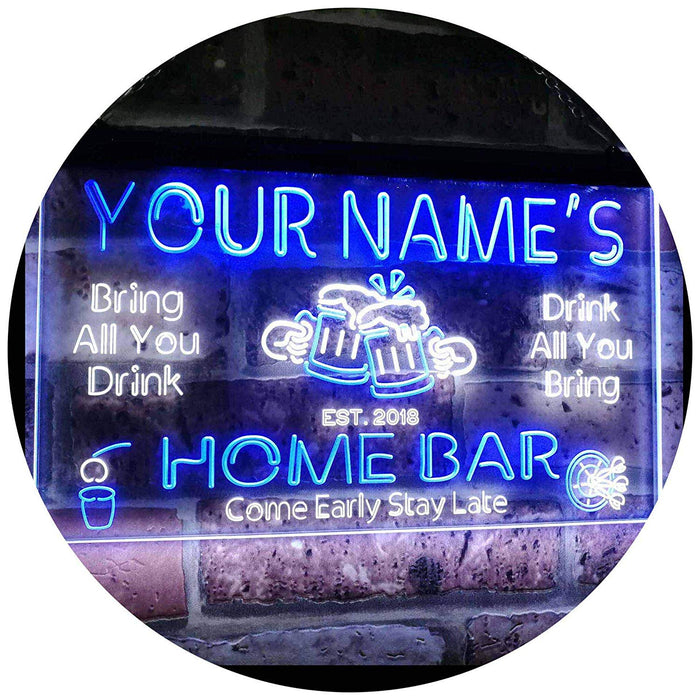 YOUR NAME'S
Bring
All You
Drink
Drink
All You
Bring
EST. 2018
HOME BAR
Come Early Stay Late